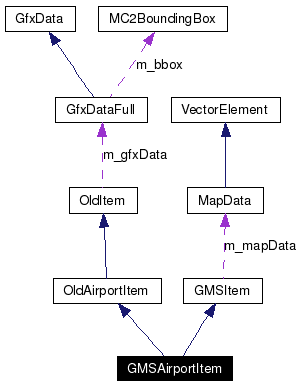 GfxData
MC2BoundingBox
m_bbox
GfxDataFull
VectorElement
m_gfxData
OldItem
MapData
m_mapData
OldAirportItem
GMSItem
GMSAirportItem